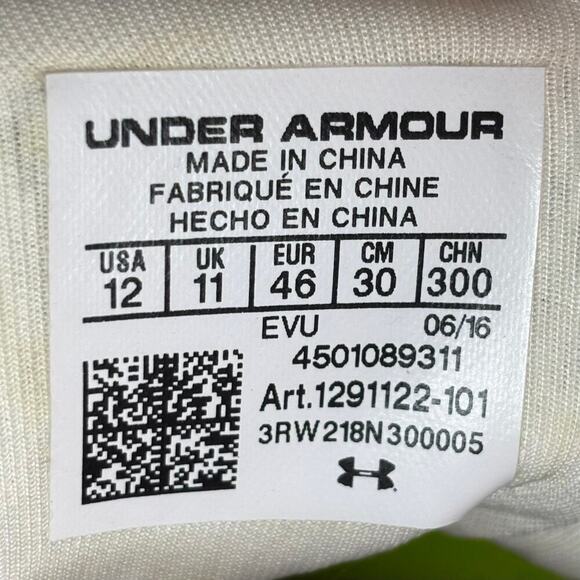 UNDER ARMOUR
MADE IN CHINA
FABRIQUÉ EN CHINE
HECHO EN CHINA
USA UK EUR CM CHN
12 11 46 30 300
EVU 06/16
4501089311
Art.1291122-101
3RW218N300005